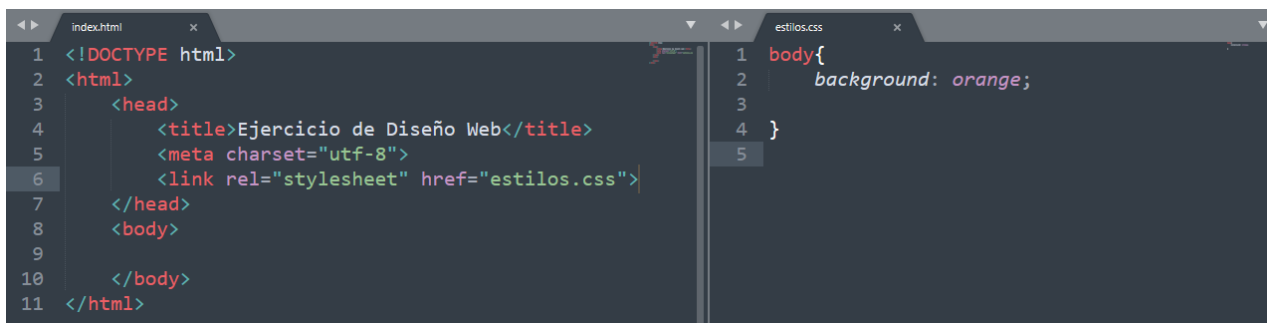 index.html
1 <!DOCTYPE html>
2 <html>
3 <head>
4 <title>Ejercicio de Diseño Web</title>
5 <meta charset="utf-8">
6 <link rel="stylesheet" href="estilos.css">
7 </head>
8 <body>
9
10 </body>
11 </html>
estilos.css
1 body{
2 background: orange;
3
4 }
5